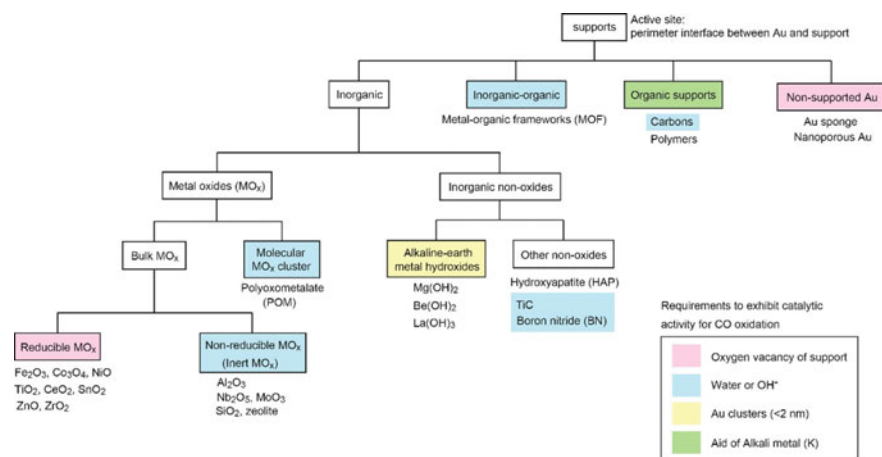 supports
Active site:
perimeter interface between Au and support
Inorganic
Inorganic-organic
Organic supports
Non-supported Au
Metal-organic frameworks (MOF)
Carbons
Polymers
Au sponge
Nanoporous Au
Metal oxides (MOₓ)
Inorganic non-oxides
Bulk MOₓ
Molecular
MOₓ cluster
Polyoxometalate
(POM)
Alkaline-earth
metal hydroxides
Mg(OH)₂
Be(OH)₂
La(OH)₃
Other non-oxides
Hydroxyapatite (HAP)
TiC
Boron nitride (BN)
Reducible MOₓ
Fe₂O₃, Co₃O₄, NiO
TiO₂, CeO₂, SnO₂
ZnO, ZrO₂
Non-reducible MOₓ
(Inert MOₓ)
Al₂O₃
Nb₂O₅, MoO₃
SiO₂, zeolite
Requirements to exhibit catalytic
activity for CO oxidation
Oxygen vacancy of support
Water or OH⁻
Au clusters (<2 nm)
Aid of Alkali metal (K)